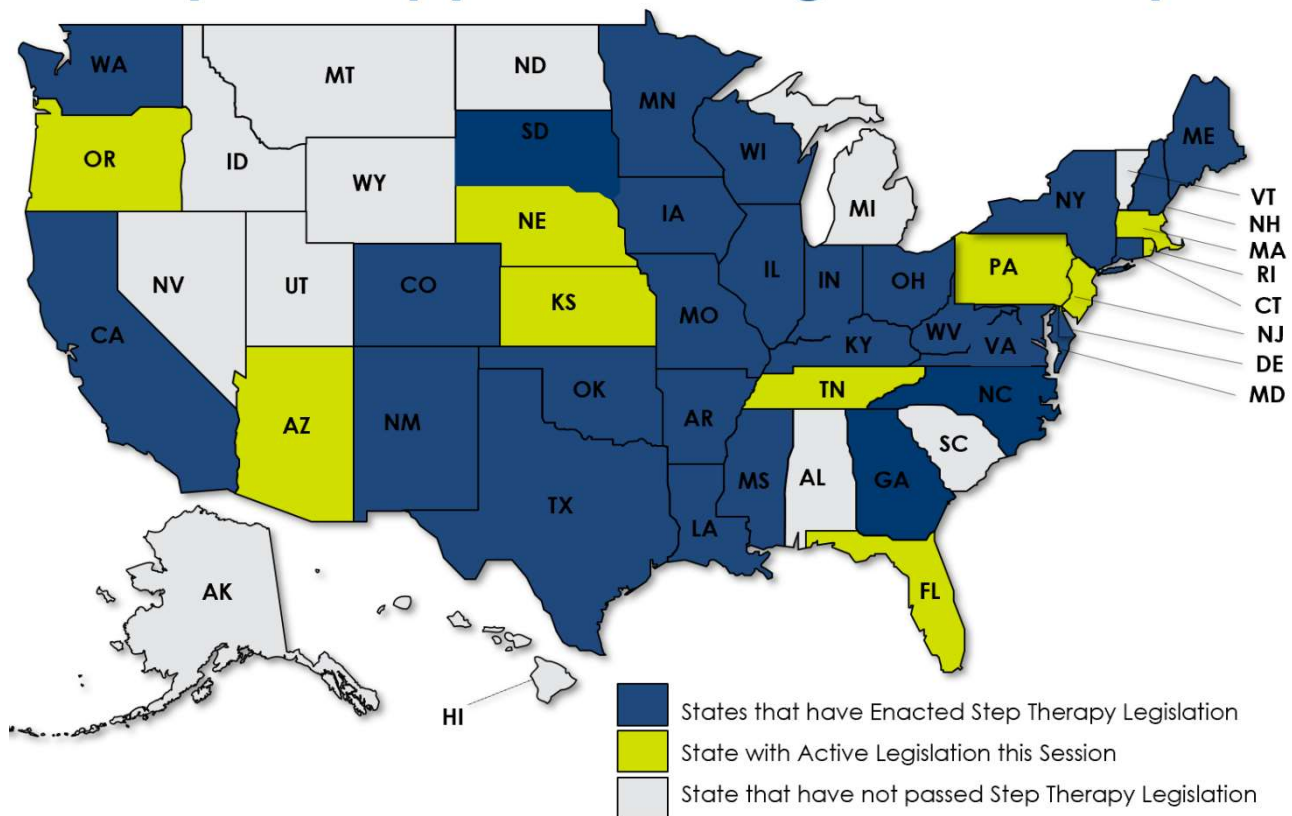 WA
MT
ND
MN
ME
OR
ID
SD
WI
WY
MI
NY
VT
NH
MA
RI
CT
NJ
DE
MD
NE
IA
PA
NV
UT
CO
KS
IL
IN
OH
CA
MO
WV
VA
KY
AZ
NM
OK
AR
TN
NC
SC
TX
MS
AL
GA
LA
FL
AK
HI
States that have Enacted Step Therapy Legislation
State with Active Legislation this Session
State that have not passed Step Therapy Legislation